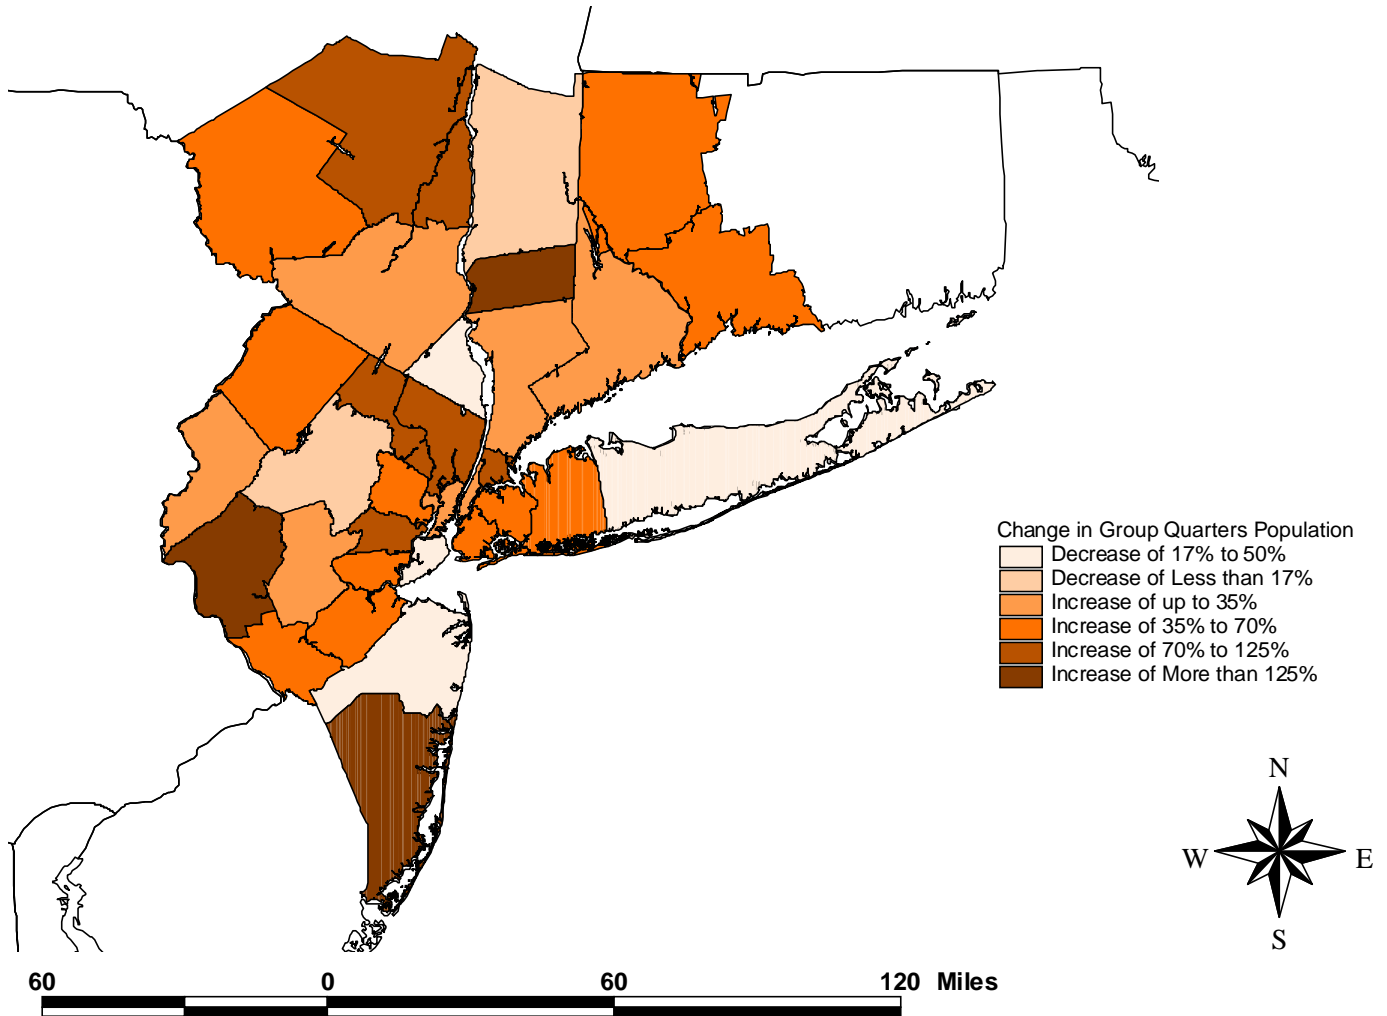 Change in Group Quarters Population
Decrease of 17% to 50%
Decrease of Less than 17%
Increase of up to 35%
Increase of 35% to 70%
Increase of 70% to 125%
Increase of More than 125%
N
W E
S
60 0 60 120 Miles